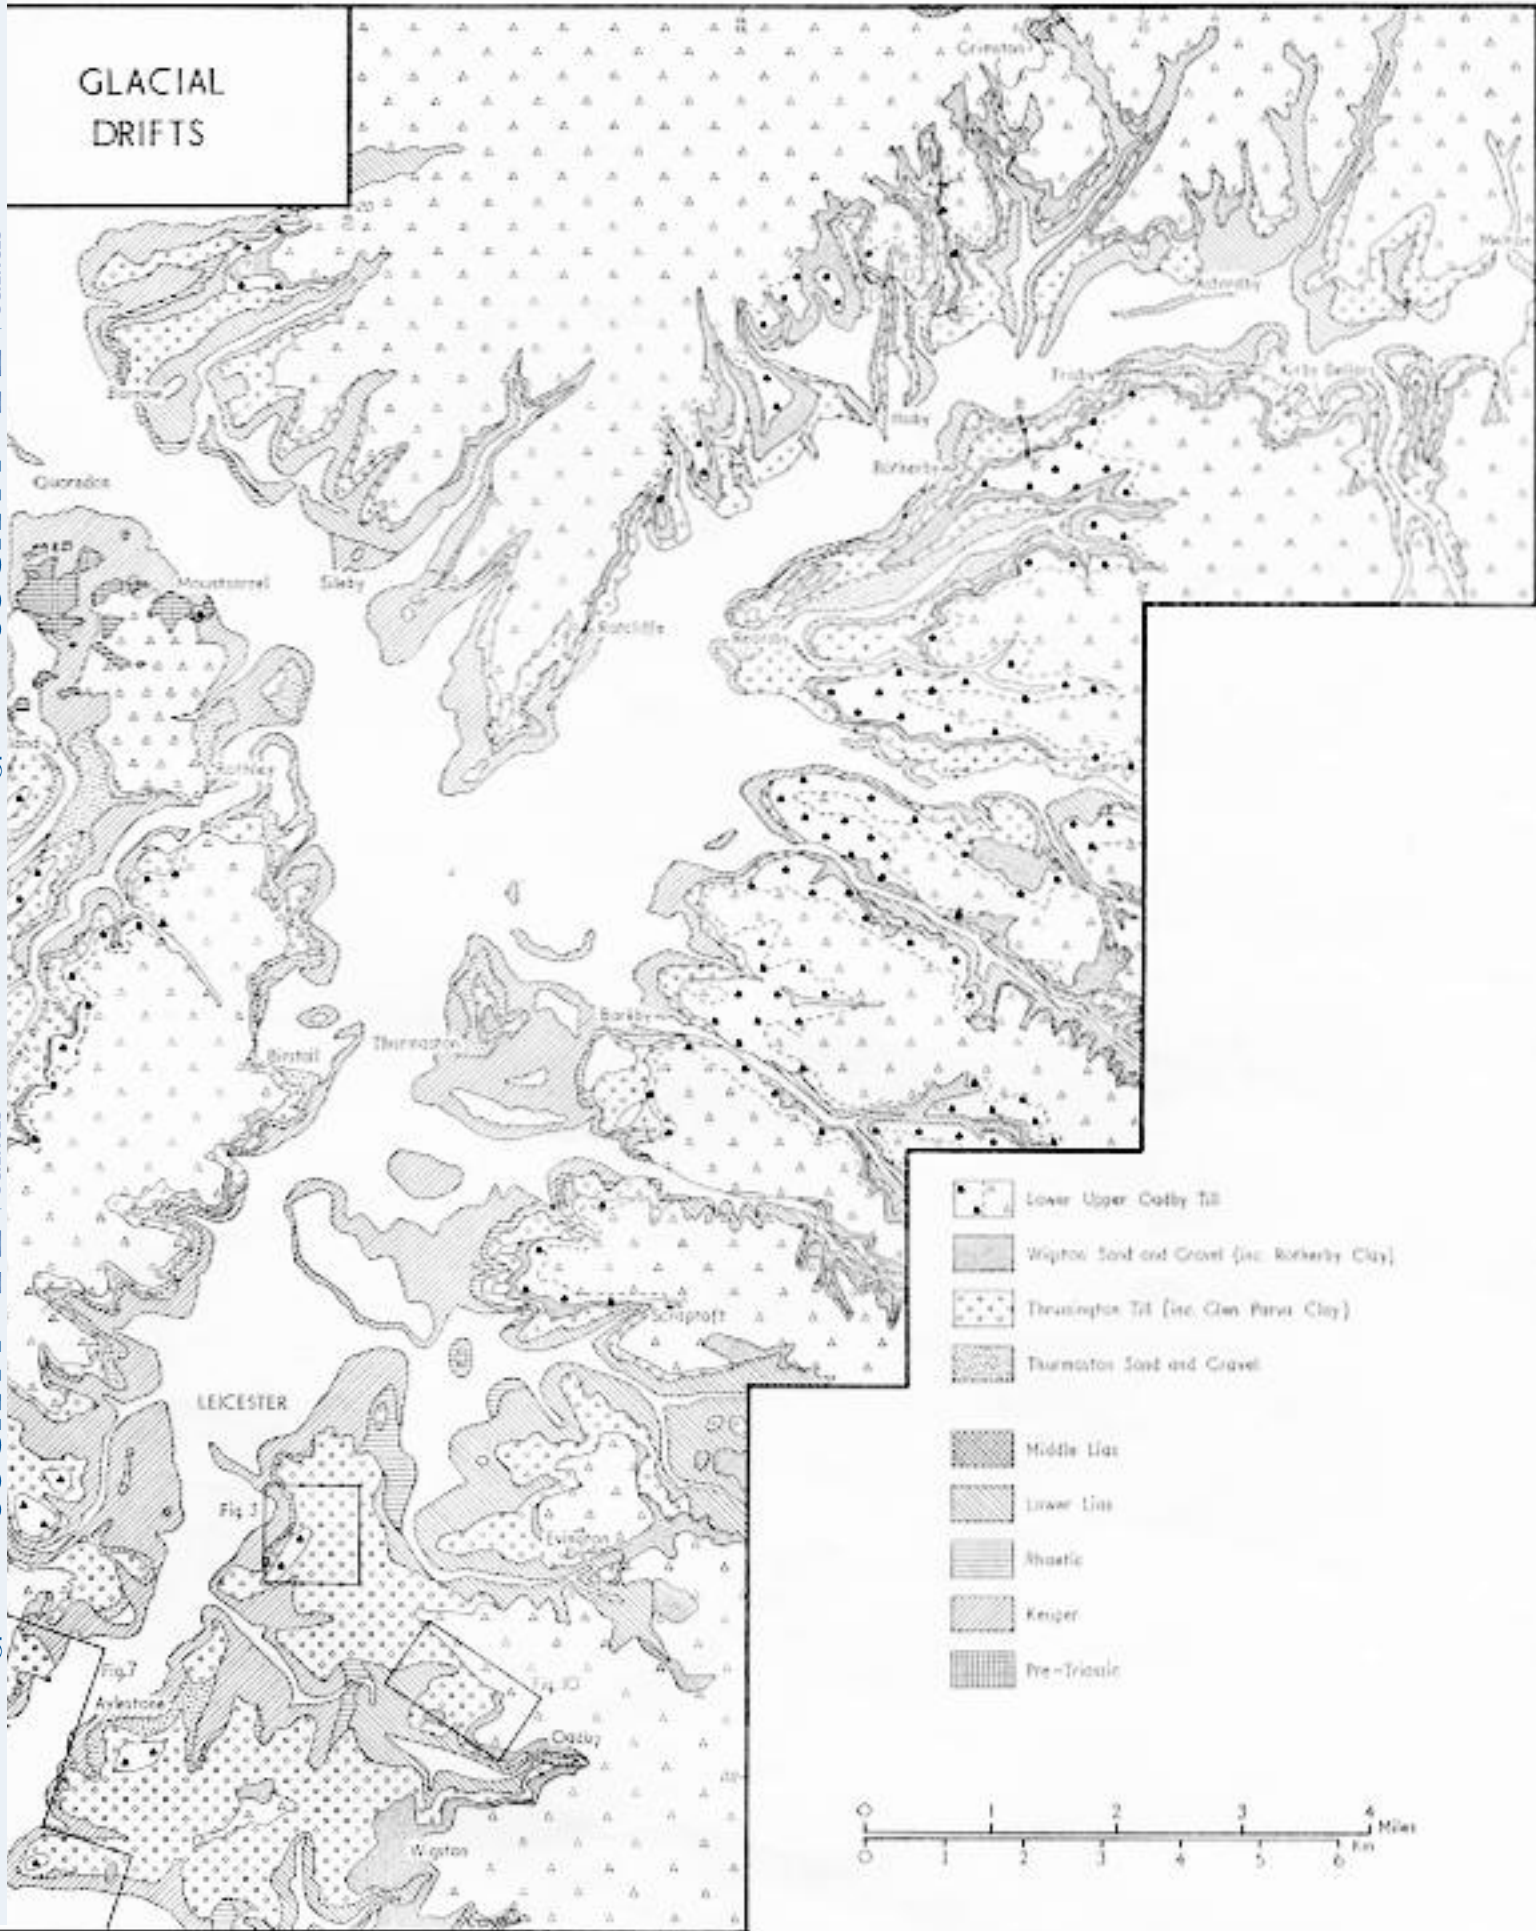 GLACIAL
DRIFTS
Grimston
Asfordby
Barrow
Frisby
Kirby Bellars
Hoby
Rotherby
Quorndon
Mountsorrel
Sileby
Ratcliffe
Rearsby
Rothley
Barkby
Thurmaston
Birstall
Scraptoft
LEICESTER
Fig. 3
Evington
Fig. 7
Fig. 10
Aylestone
Oadby
Wigston
Lower Upper Oadby Till
Wigston Sand and Gravel (inc. Rotherby Clay)
Thrussington Till (inc. Glen Parva Clay)
Thurmaston Sand and Gravel
Middle Lias
Lower Lias
Rhaetic
Keuper
Pre-Triassic
0 1 2 3 4 Miles
0 1 2 3 4 5 6 Km